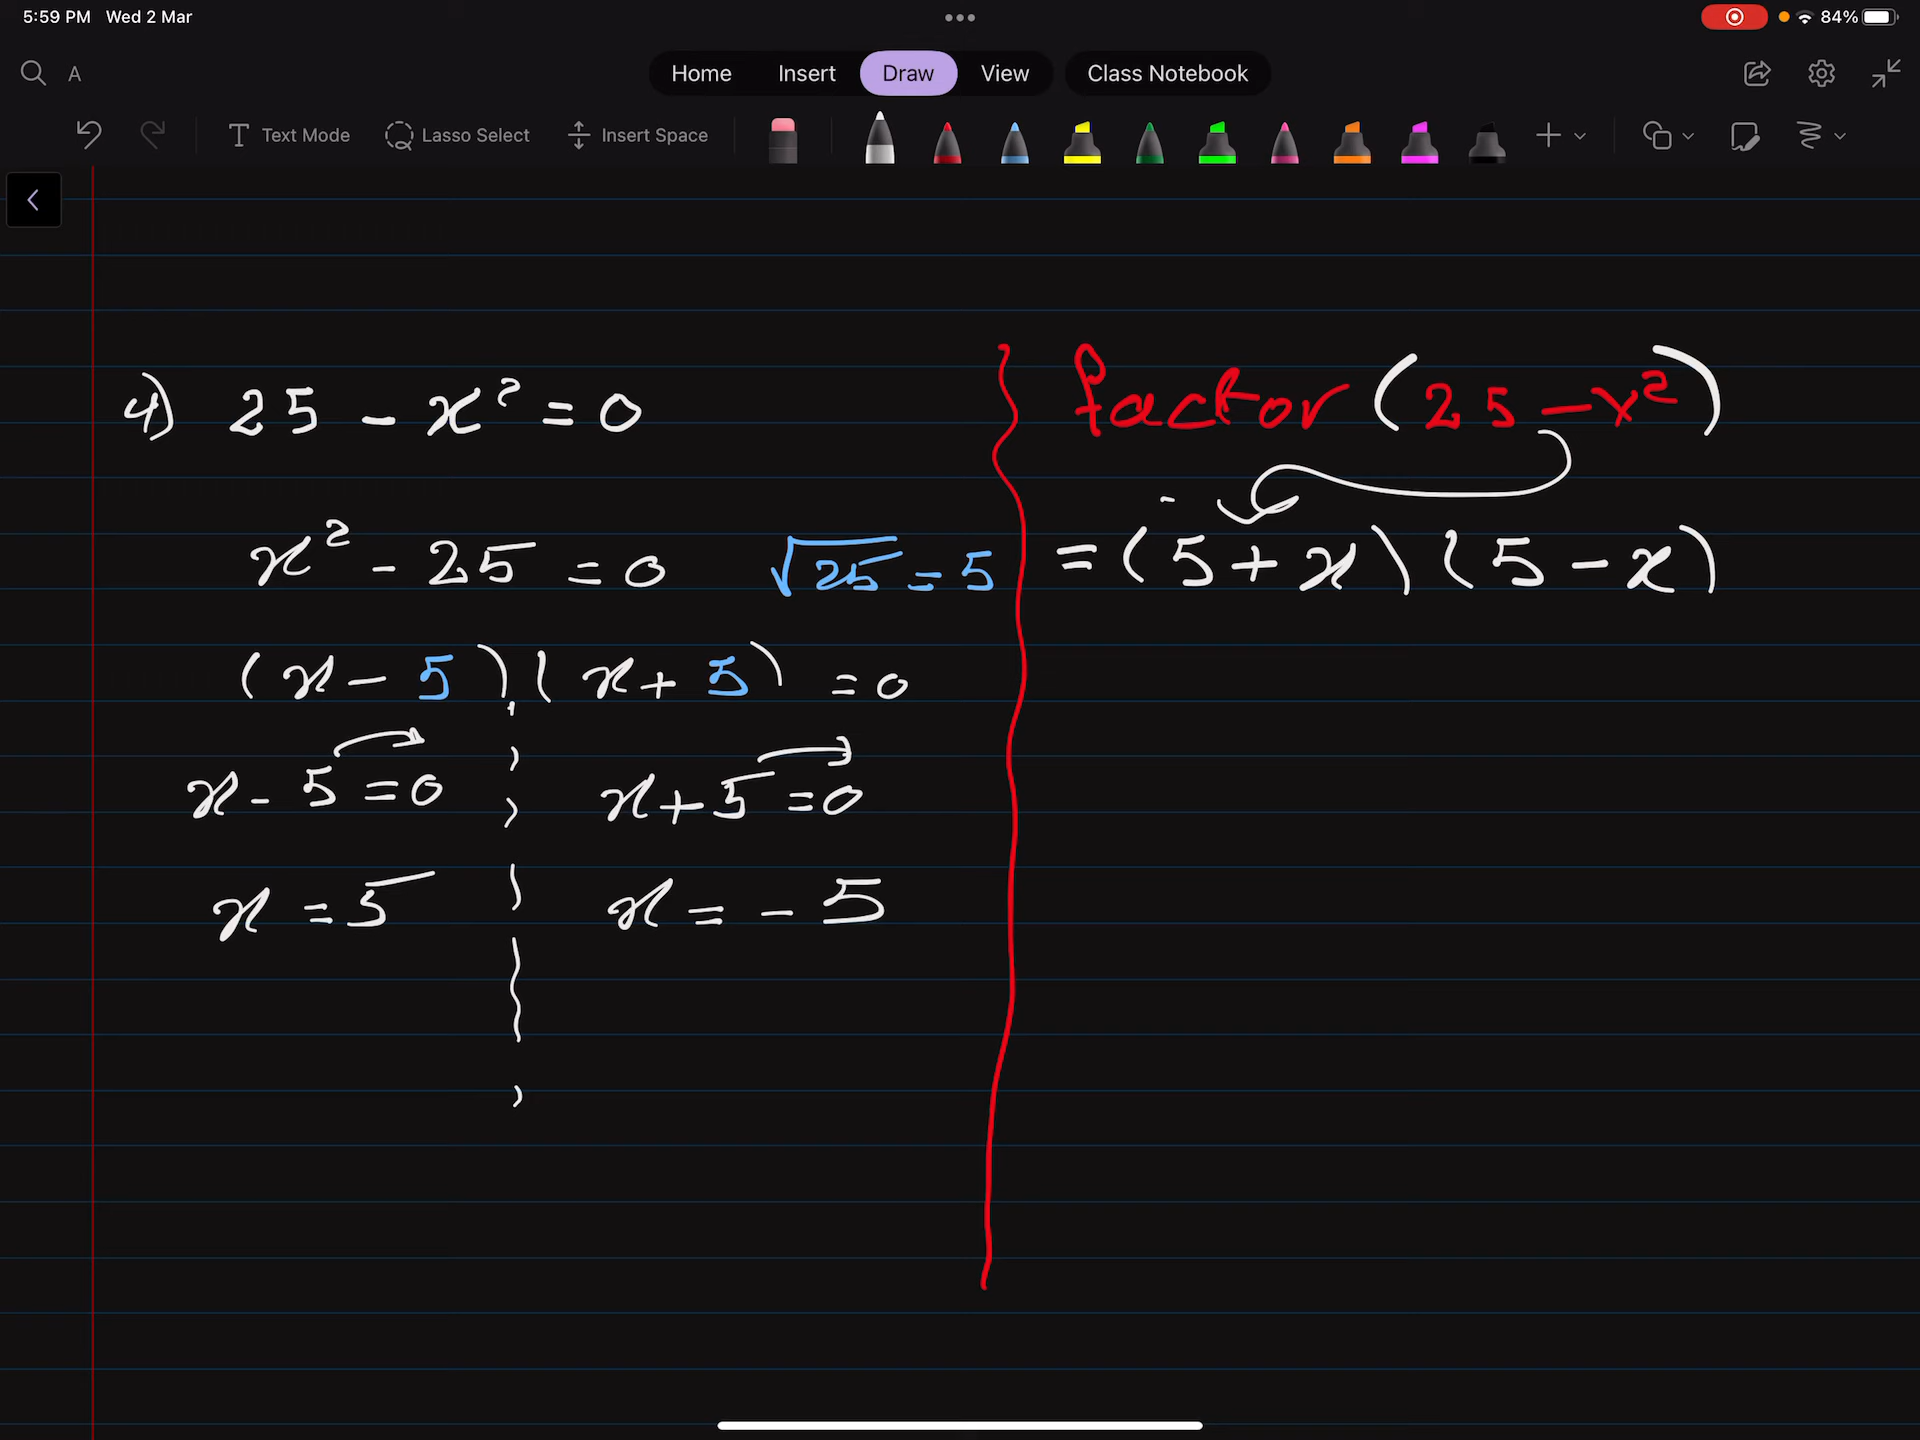 5:59 PM Wed 2 Mar
84%
A
Home Insert Draw View Class Notebook
Text Mode Lasso Select Insert Space
4) 25 - x² = 0
x² - 25 = 0 √25 = 5
(x - 5)(x + 5) = 0
x - 5 = 0 x + 5 = 0
x = 5 x = - 5
factor (25 - x²)
= (5 + x)(5 - x)